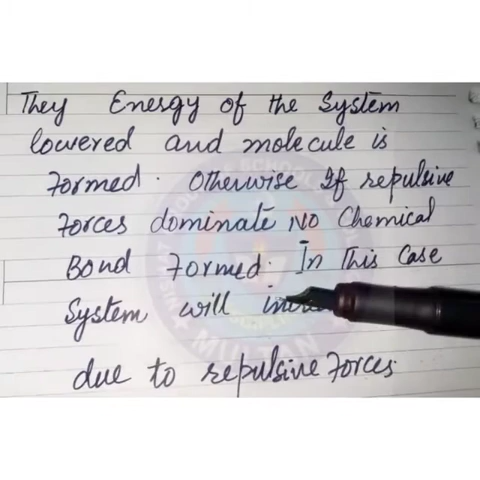 They Energy of the System
lowered and molecule is
Formed. Otherwise If repulsive
Forces dominate No Chemical
Bond Formed. In This Case
System will
due to repulsive Forces.